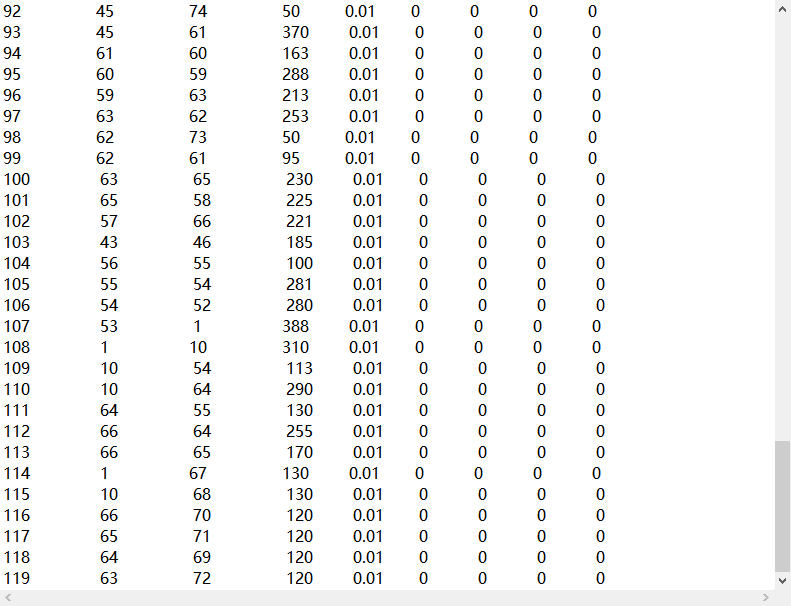 92 45 74 50 0.01 0 0 0 0
93 45 61 370 0.01 0 0 0 0
94 61 60 163 0.01 0 0 0 0
95 60 59 288 0.01 0 0 0 0
96 59 63 213 0.01 0 0 0 0
97 63 62 253 0.01 0 0 0 0
98 62 73 50 0.01 0 0 0 0
99 62 61 95 0.01 0 0 0 0
100 63 65 230 0.01 0 0 0 0
101 65 58 225 0.01 0 0 0 0
102 57 66 221 0.01 0 0 0 0
103 43 46 185 0.01 0 0 0 0
104 56 55 100 0.01 0 0 0 0
105 55 54 281 0.01 0 0 0 0
106 54 52 280 0.01 0 0 0 0
107 53 1 388 0.01 0 0 0 0
108 1 10 310 0.01 0 0 0 0
109 10 54 113 0.01 0 0 0 0
110 10 64 290 0.01 0 0 0 0
111 64 55 130 0.01 0 0 0 0
112 66 64 255 0.01 0 0 0 0
113 66 65 170 0.01 0 0 0 0
114 1 67 130 0.01 0 0 0 0
115 10 68 130 0.01 0 0 0 0
116 66 70 120 0.01 0 0 0 0
117 65 71 120 0.01 0 0 0 0
118 64 69 120 0.01 0 0 0 0
119 63 72 120 0.01 0 0 0 0